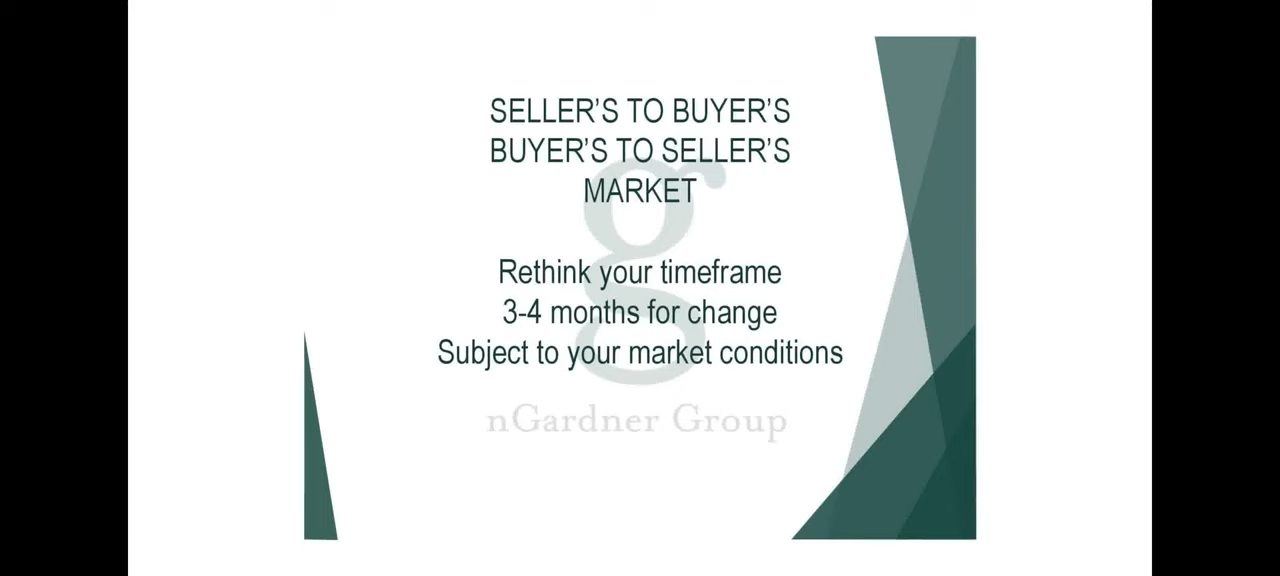 SELLER'S TO BUYER'S
BUYER'S TO SELLER'S
MARKET
Rethink your timeframe
3-4 months for change
Subject to your market conditions
g
nGardner Group